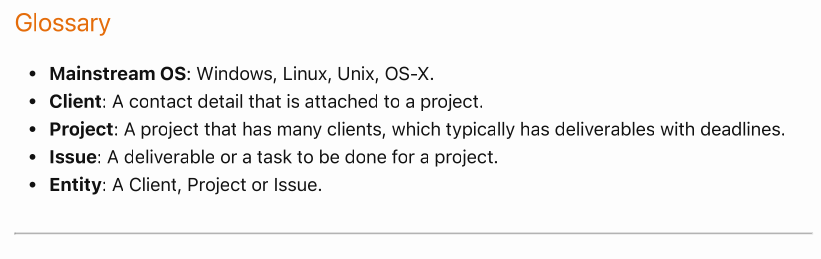 Glossary
• Mainstream OS: Windows, Linux, Unix, OS-X.
• Client: A contact detail that is attached to a project.
• Project: A project that has many clients, which typically has deliverables with deadlines.
• Issue: A deliverable or a task to be done for a project.
• Entity: A Client, Project or Issue.